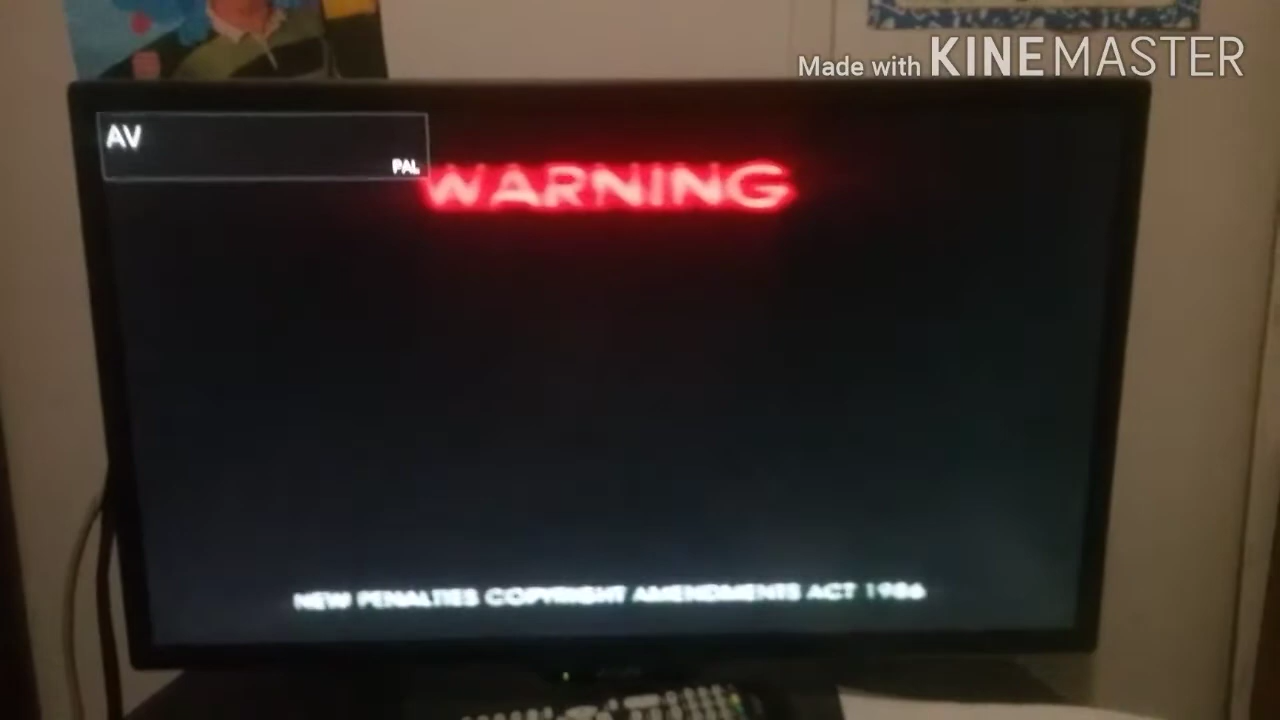 Made with KINEMASTER
AV
PAL
WARNING
NEW PENALTIES COPYRIGHT AMENDMENTS ACT 1986